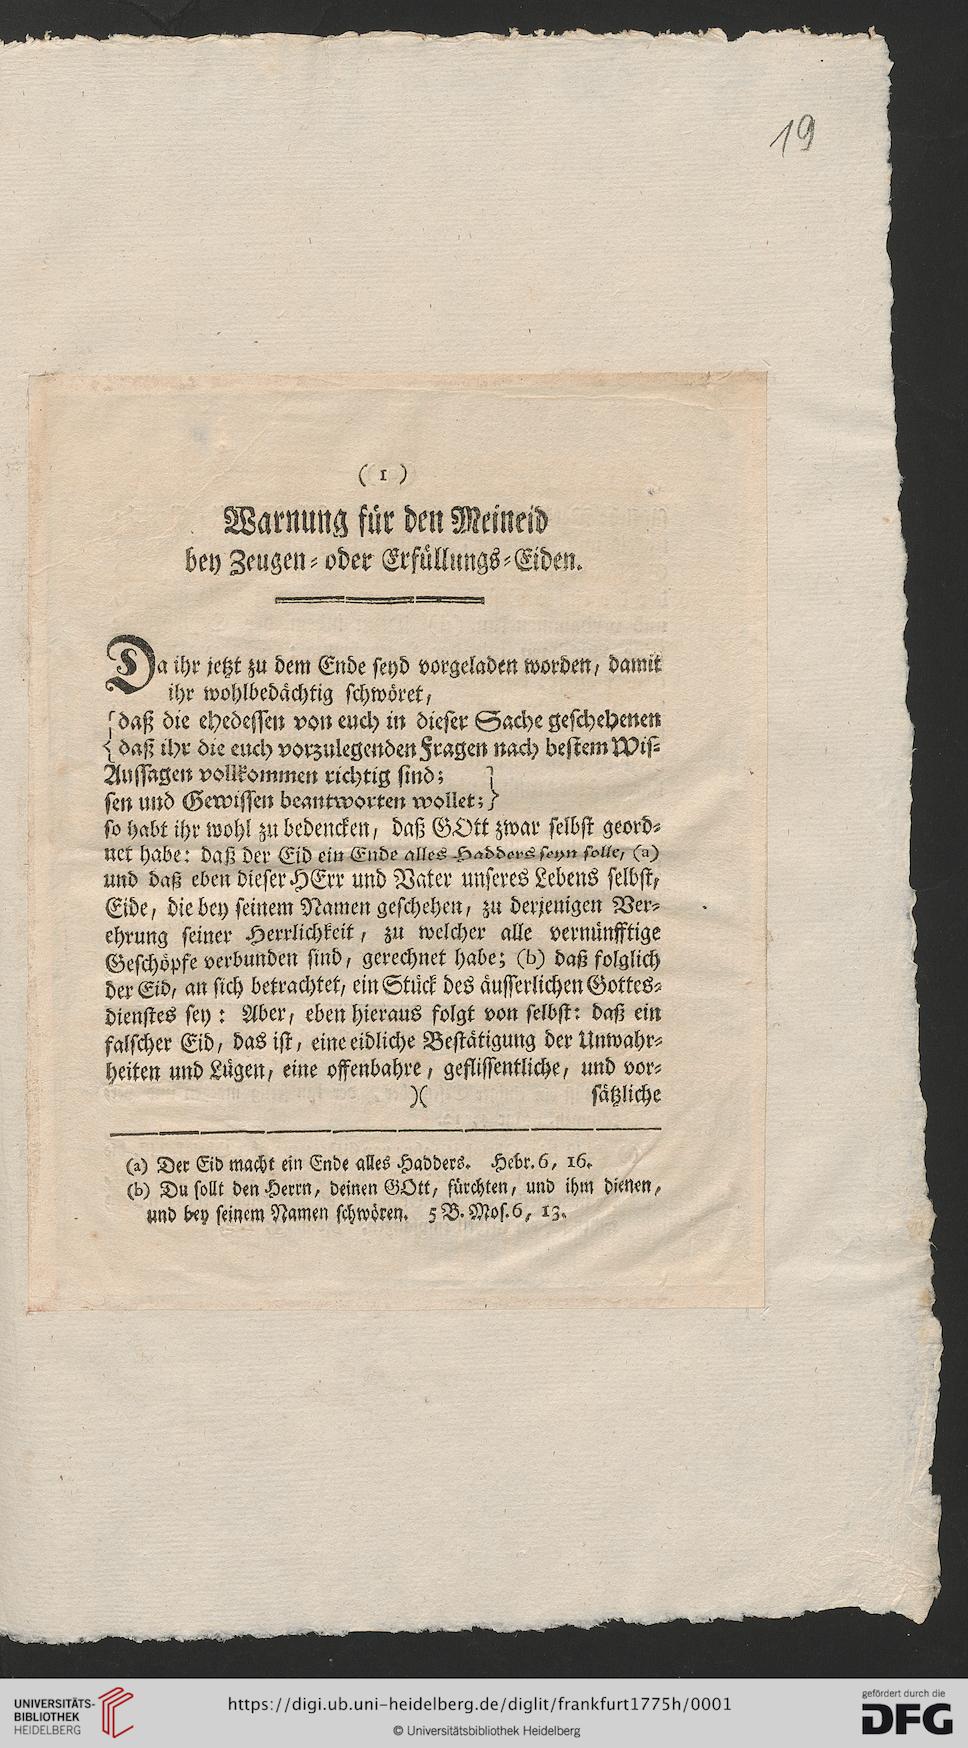 19
( 1 )
Warnung für den Meineid
bey Zeugen- oder Erfüllungs-Eiden.
Da ihr jetzt zu dem Ende seyd vorgeladen worden, damit
ihr wohlbedächtig schwöret,
{daß die ehedessen von euch in dieser Sache geschehenen
{daß ihr die euch vorzulegenden Fragen nach bestem Wis-
Aussagen vollkommen richtig sind;}
sen und Gewissen beantworten wollet;}
so habt ihr wohl zu bedencken, daß GOtt zwar selbst geord-
net habe: daß der Eid ein Ende alles Hadders seyn solle, (a)
und daß eben dieser HErr und Vater unseres Lebens selbst,
Eide, die bey seinem Namen geschehen, zu derjenigen Ver-
ehrung seiner Herrlichkeit, zu welcher alle vernünfftige
Geschöpfe verbunden sind, gerechnet habe; (b) daß folglich
der Eid, an sich betrachtet, ein Stück des äusserlichen Gottes-
dienstes sey: Aber, eben hieraus folgt von selbst: daß ein
falscher Eid, das ist, eine eidliche Bestätigung der Unwahr-
heiten und Lügen, eine offenbahre, geflissentliche, und vor-
)( sätzliche
(a) Der Eid macht ein Ende alles Hadders. Hebr. 6, 16.
(b) Du sollt den Herrn, deinen GOtt, fürchten, und ihm dienen,
und bey seinem Namen schwören. 5 B. Mos. 6, 13.
UNIVERSITÄTS-
BIBLIOTHEK
HEIDELBERG
https://digi.ub.uni-heidelberg.de/diglit/frankfurt1775h/0001
© Universitätsbibliothek Heidelberg
gefördert durch die
DFG